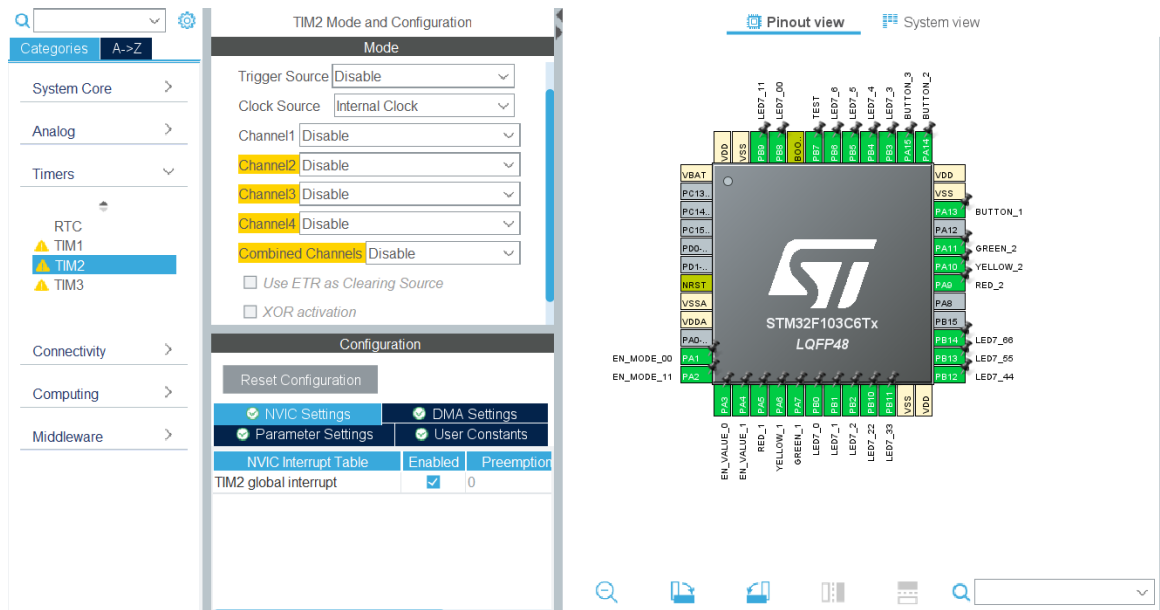 Categories
A->Z
System Core
Analog
Timers
RTC
TIM1
TIM2
TIM3
Connectivity
Computing
Middleware
TIM2 Mode and Configuration
Mode
Trigger Source Disable
Clock Source Internal Clock
Channel1 Disable
Channel2 Disable
Channel3 Disable
Channel4 Disable
Combined Channels Disable
Use ETR as Clearing Source
XOR activation
Configuration
Reset Configuration
NVIC Settings
DMA Settings
Parameter Settings
User Constants
NVIC Interrupt Table Enabled Preemption
TIM2 global interrupt 0
Pinout view
System view
LED7_11
LED7_00
TEST
LED7_6
LED7_5
LED7_4
LED7_3
BUTTON_3
BUTTON_2
VDD
VSS
PB9
PB8
BOO..
PB7
PB6
PB5
PB4
PB3
PA15
PA14
VBAT
PC13..
PC14..
PC15..
PD0-..
PD1-..
NRST
VSSA
VDDA
PA0-..
EN_MODE_00 PA1
EN_MODE_11 PA2
STM32F103C6Tx
LQFP48
VDD
VSS
PA13 BUTTON_1
PA12
PA11 GREEN_2
PA10 YELLOW_2
PA9 RED_2
PA8
PB15
PB14 LED7_66
PB13 LED7_55
PB12 LED7_44
PA3
PA4
PA5
PA6
PA7
PB0
PB1
PB2
PB10
PB11
VSS
VDD
EN_VALUE_0
EN_VALUE_1
RED_1
YELLOW_1
GREEN_1
LED7_0
LED7_1
LED7_2
LED7_22
LED7_33